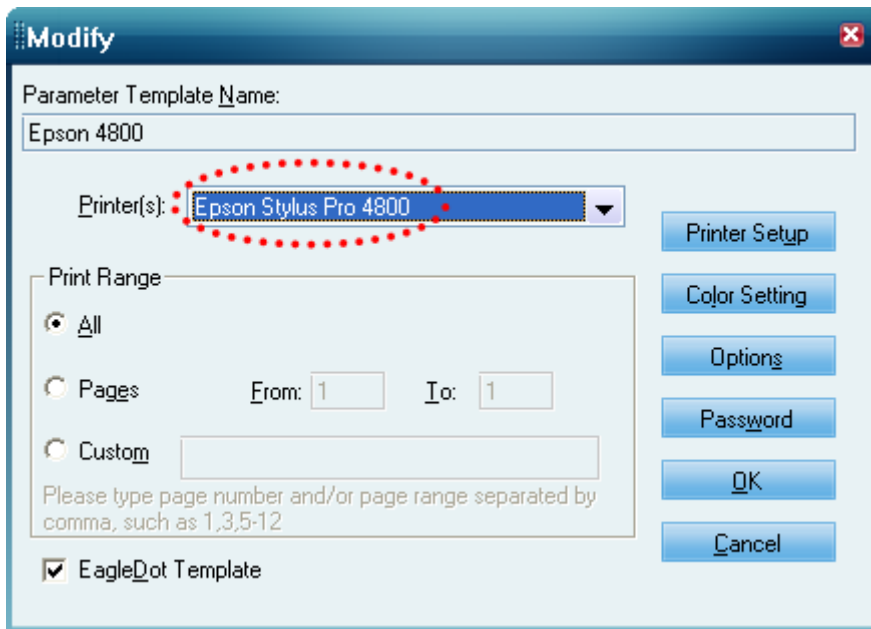 Modify
Parameter Template Name:
Epson 4800
Printer(s): Epson Stylus Pro 4800
Printer Setup
Print Range
Color Setting
All
Options
Pages From: 1 To: 1
Password
Custom
OK
Please type page number and/or page range separated by
comma, such as 1,3,5-12
Cancel
EagleDot Template